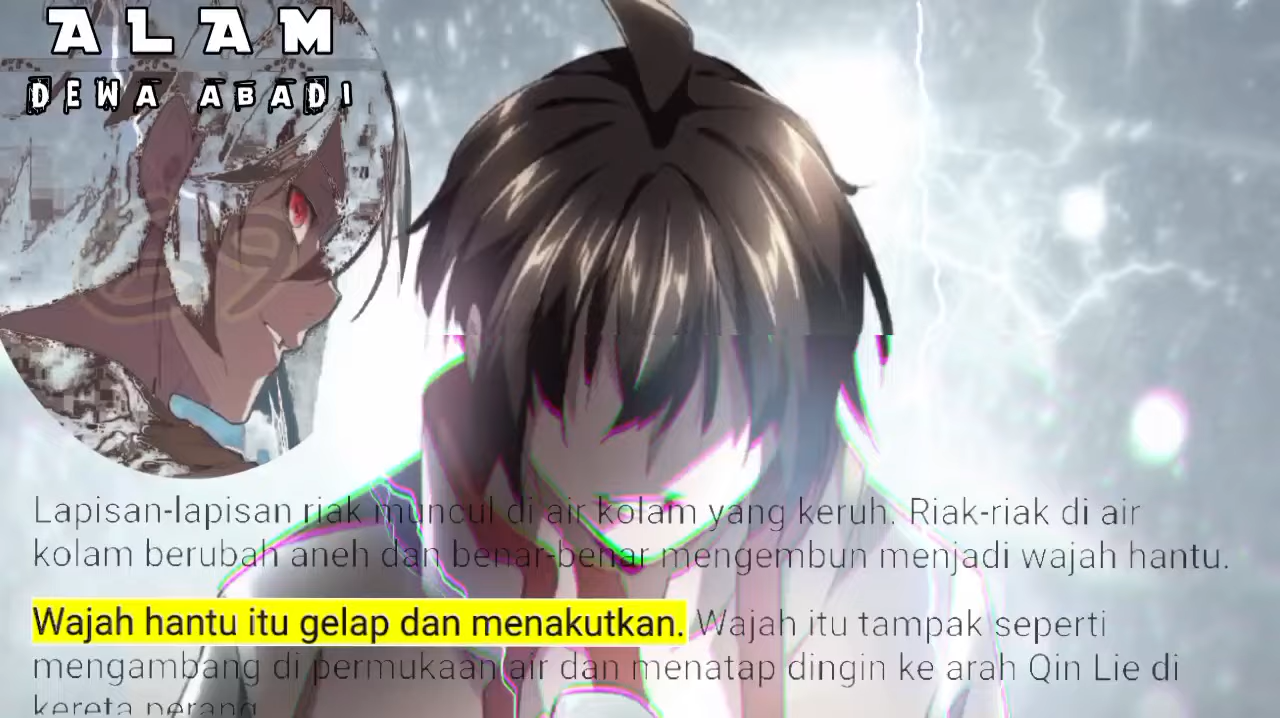 ALAM
DEWA ABADI
Lapisan-lapisan riak muncul di air kolam yang keruh. Riak-riak di air
kolam berubah aneh dan benar-benar mengembun menjadi wajah hantu.
Wajah hantu itu gelap dan menakutkan. Wajah itu tampak seperti
mengambang di permukaan air dan menatap dingin ke arah Qin Lie di
kereta perang